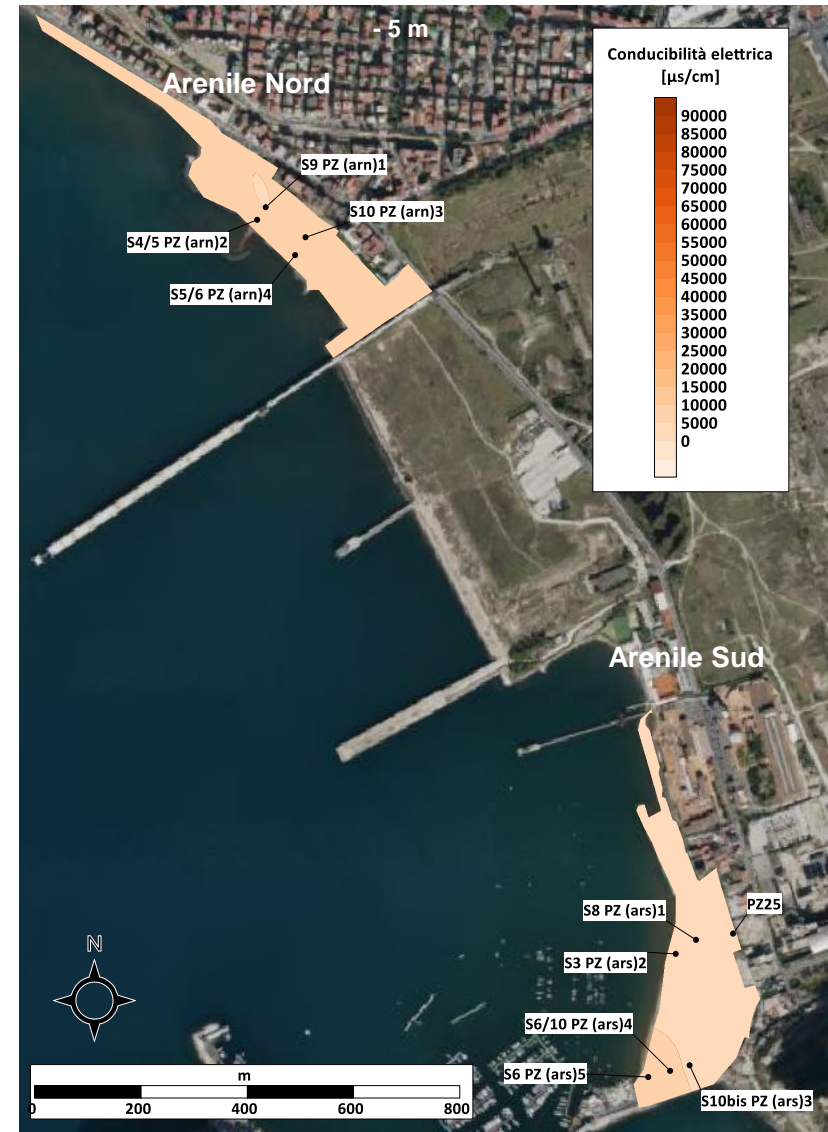 - 5 m
Arenile Nord
Conducibilità elettrica
[µs/cm]
90000
85000
80000
75000
70000
65000
60000
55000
50000
45000
40000
35000
30000
25000
20000
15000
10000
5000
0
S9 PZ (arn)1
S10 PZ (arn)3
S4/5 PZ (arn)2
S5/6 PZ (arn)4
Arenile Sud
PZ25
S8 PZ (ars)1
S3 PZ (ars)2
S6/10 PZ (ars)4
S6 PZ (ars)5
S10bis PZ (ars)3
N
m
0 200 400 600 800